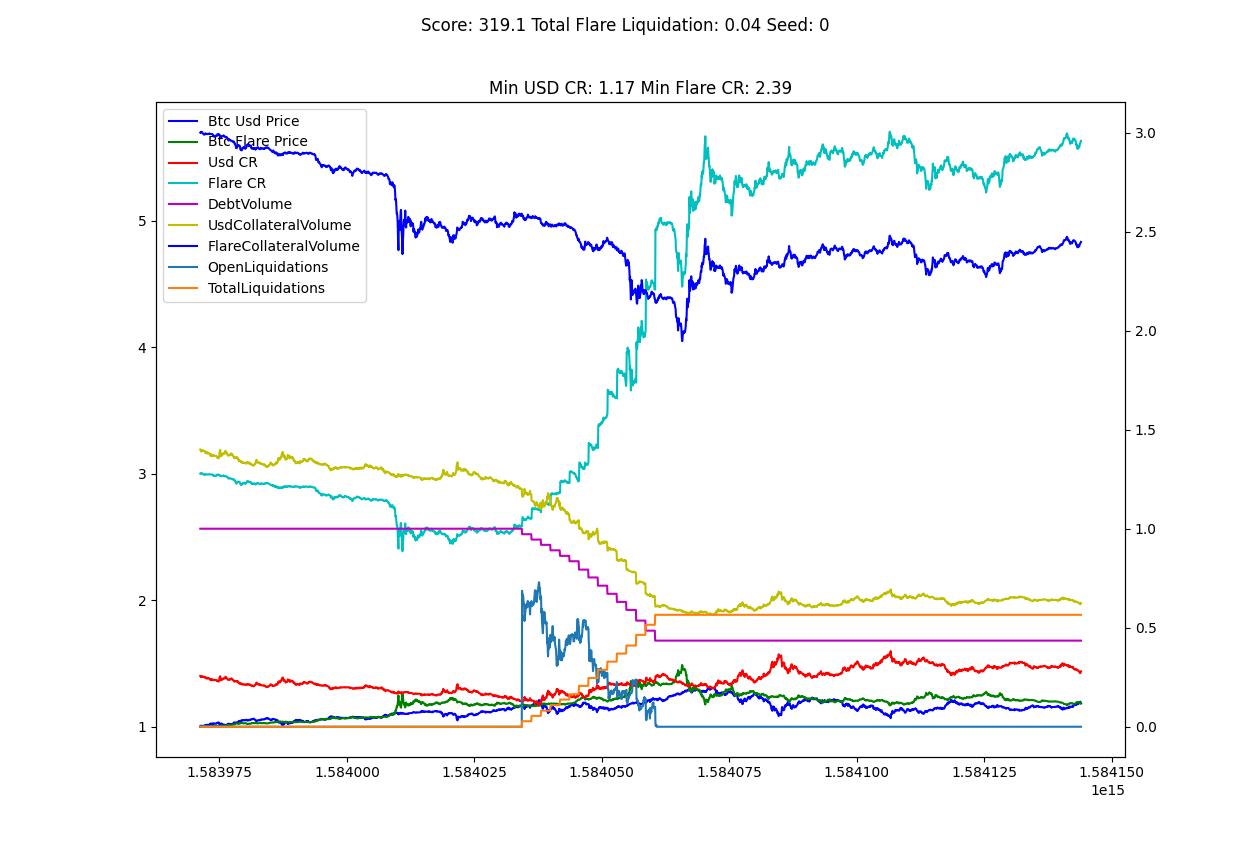 Score: 319.1 Total Flare Liquidation: 0.04 Seed: 0
Min USD CR: 1.17 Min Flare CR: 2.39
Btc Usd Price
Btc Flare Price
Usd CR
Flare CR
DebtVolume
UsdCollateralVolume
FlareCollateralVolume
OpenLiquidations
TotalLiquidations
5
4
3
2
1
3.0
2.5
2.0
1.5
1.0
0.5
0.0
1.583975 1.584000 1.584025 1.584050 1.584075 1.584100 1.584125 1.584150
1e15